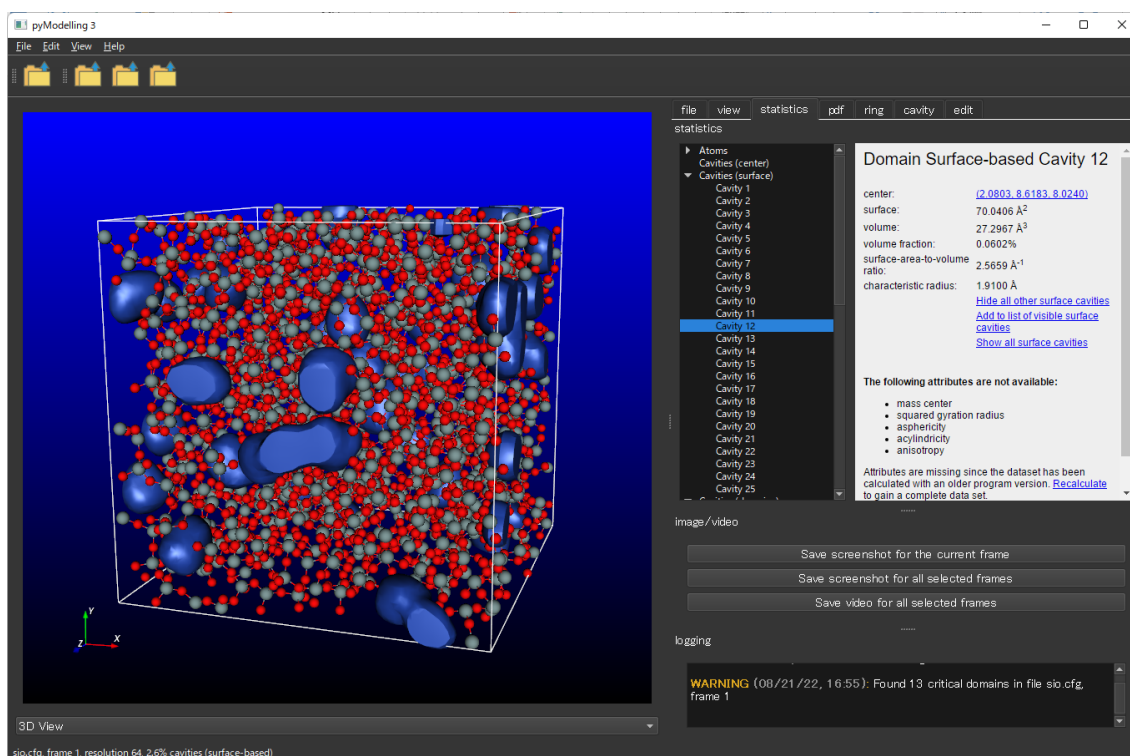 pyModelling 3
File Edit View Help
file view statistics pdf ring cavity edit
statistics
Atoms
Cavities (center)
Cavities (surface)
Cavity 1
Cavity 2
Cavity 3
Cavity 4
Cavity 5
Cavity 6
Cavity 7
Cavity 8
Cavity 9
Cavity 10
Cavity 11
Cavity 12
Cavity 13
Cavity 14
Cavity 15
Cavity 16
Cavity 17
Cavity 18
Cavity 19
Cavity 20
Cavity 21
Cavity 22
Cavity 23
Cavity 24
Cavity 25
Domain Surface-based Cavity 12
center: (2.0803, 8.6183, 8.0240)
surface: 70.0406 Å2
volume: 27.2967 Å3
volume fraction: 0.0602%
surface-area-to-volume
ratio: 2.5659 Å-1
characteristic radius: 1.9100 Å
Hide all other surface cavities
Add to list of visible surface
cavities
Show all surface cavities
The following attributes are not available:
• mass center
• squared gyration radius
• asphericity
• acylindricity
• anisotropy
Attributes are missing since the dataset has been
calculated with an older program version. Recalculate
to gain a complete data set.
image/video
Save screenshot for the current frame
Save screenshot for all selected frames
Save video for all selected frames
logging
WARNING (08/21/22, 16:55): Found 13 critical domains in file sio.cfg,
frame 1
Y
Z X
3D View
sio.cfg, frame 1, resolution 64, 2.6% cavities (surface-based)